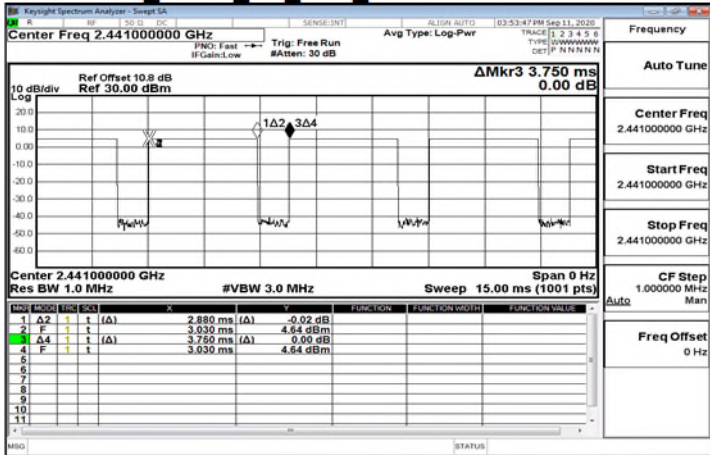 Keysight Spectrum Analyzer - Swept SA
R RF 50 Ω DC SENSE:INT ALIGN AUTO 03:53:47 PM Sep 11, 2020
Center Freq 2.441000000 GHz
PNO: Fast Trig: Free Run Avg Type: Log-Pwr
IFGain:Low #Atten: 30 dB
TRACE 1 2 3 4 5 6
TYPE WWWWWW
DET P N N N N N
Ref Offset 10.8 dB
10 dB/div Ref 30.00 dBm
ΔMkr3 3.750 ms
0.00 dB
Log
20.0
10.0
0.00
-10.0
-20.0
-30.0
-40.0
-50.0
-60.0
1Δ2 3Δ4
Center 2.441000000 GHz Span 0 Hz
Res BW 1.0 MHz #VBW 3.0 MHz Sweep 15.00 ms (1001 pts)
MKR MODE TRC SCL X Y FUNCTION FUNCTION WIDTH FUNCTION VALUE
1 Δ2 1 t (Δ) 2.880 ms (Δ) -0.02 dB
2 F 1 t 3.030 ms 4.64 dBm
3 Δ4 1 t (Δ) 3.750 ms (Δ) 0.00 dB
4 F 1 t 3.030 ms 4.64 dBm
5
6
7
8
9
10
11
MSG STATUS
Frequency
Auto Tune
Center Freq
2.441000000 GHz
Start Freq
2.441000000 GHz
Stop Freq
2.441000000 GHz
CF Step
1.000000 MHz
Auto Man
Freq Offset
0 Hz